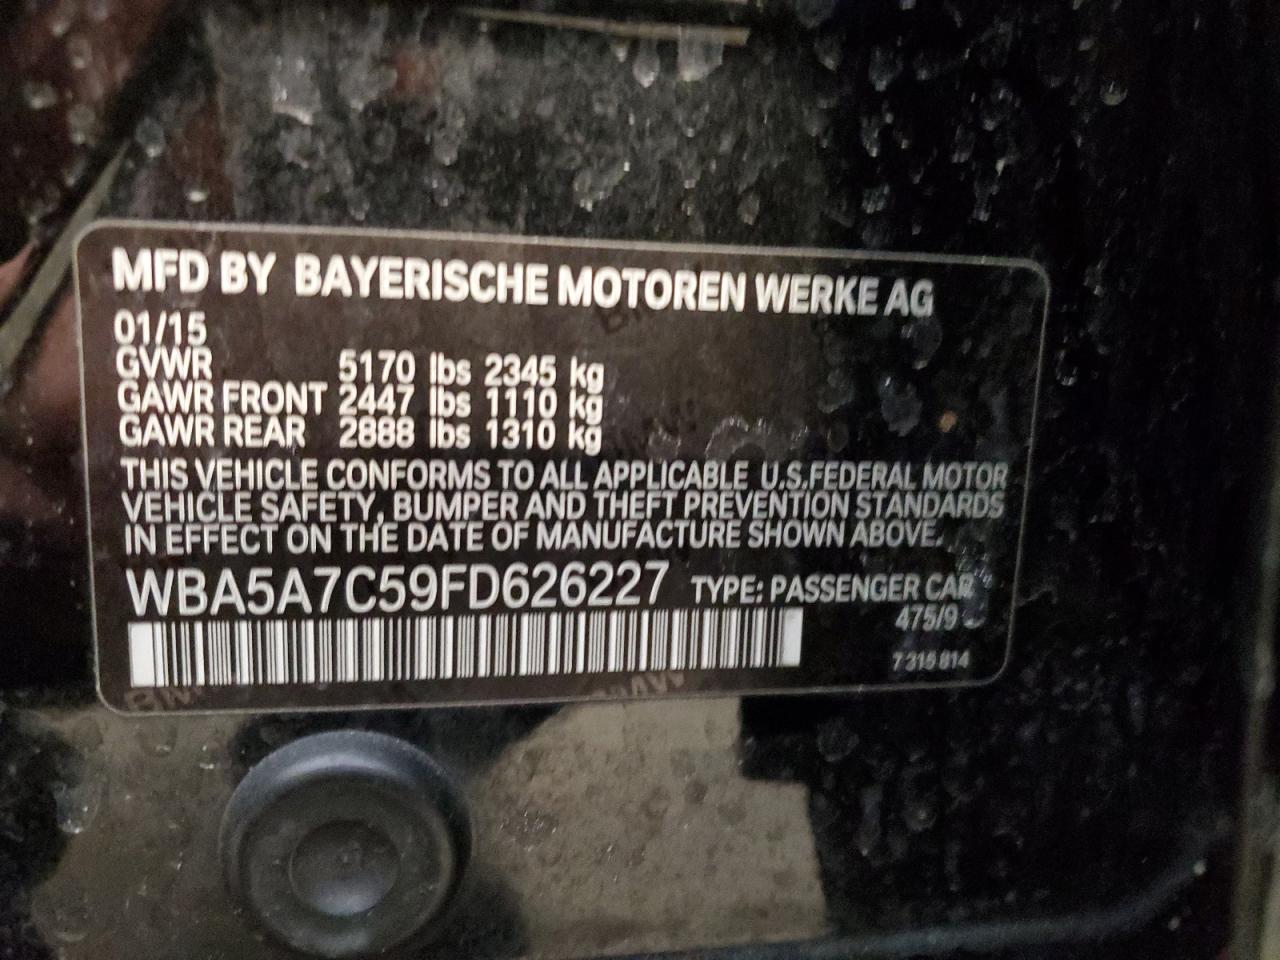 MFD BY BAYERISCHE MOTOREN WERKE AG
01/15
GVWR 5170 lbs 2345 kg
GAWR FRONT 2447 lbs 1110 kg
GAWR REAR 2888 lbs 1310 kg
THIS VEHICLE CONFORMS TO ALL APPLICABLE U.S.FEDERAL MOTOR
VEHICLE SAFETY, BUMPER AND THEFT PREVENTION STANDARDS
IN EFFECT ON THE DATE OF MANUFACTURE SHOWN ABOVE.
WBA5A7C59FD626227 TYPE: PASSENGER CAR
475/9
7 315 814